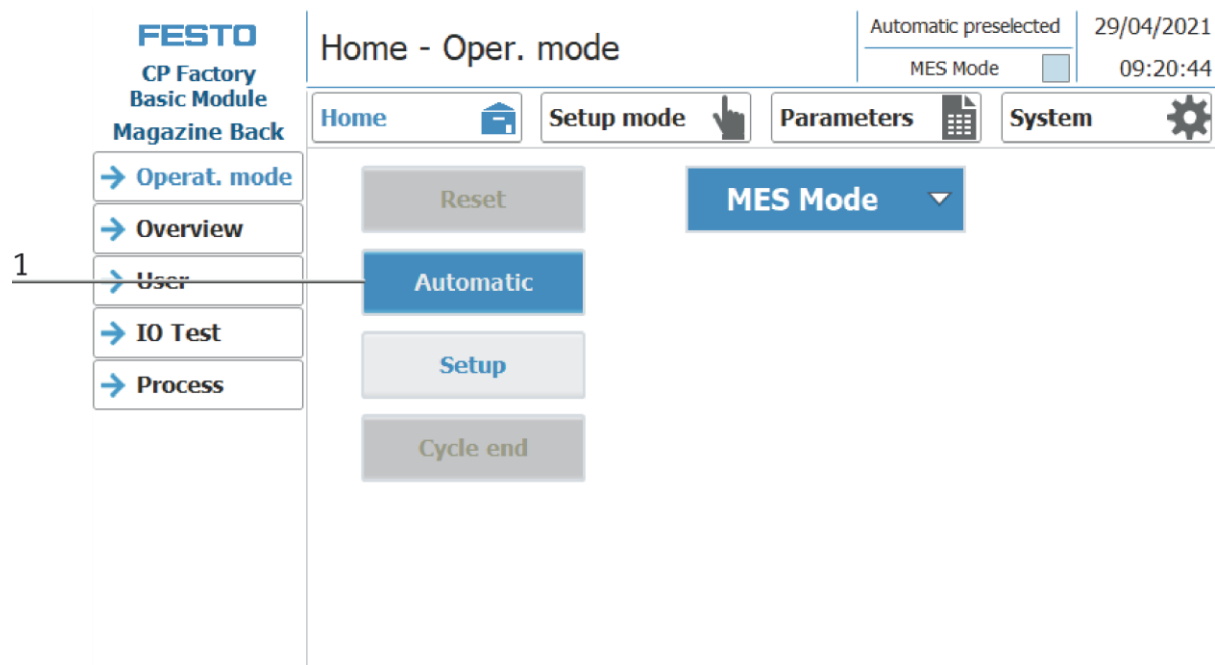 FESTO
CP Factory
Basic Module
Magazine Back
Home - Oper. mode
Automatic preselected
MES Mode
29/04/2021
09:20:44
Home
Setup mode
Parameters
System
Operat. mode
Overview
User
IO Test
Process
1
Reset
Automatic
Setup
Cycle end
MES Mode